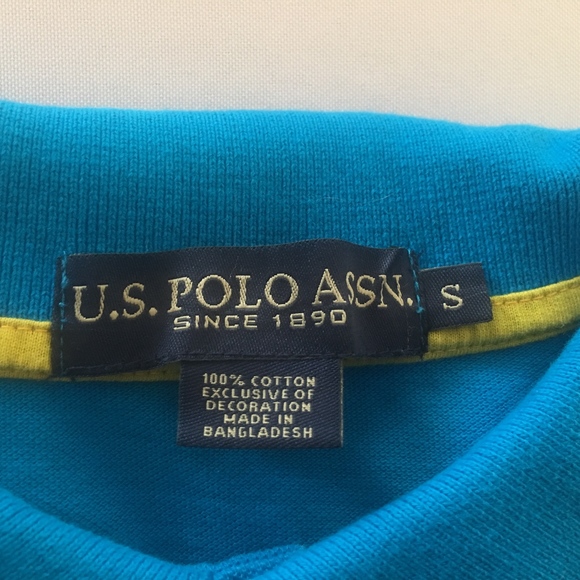 U.S. POLO ASSN.
SINCE 1890
S
100% COTTON
EXCLUSIVE OF
DECORATION
MADE IN
BANGLADESH